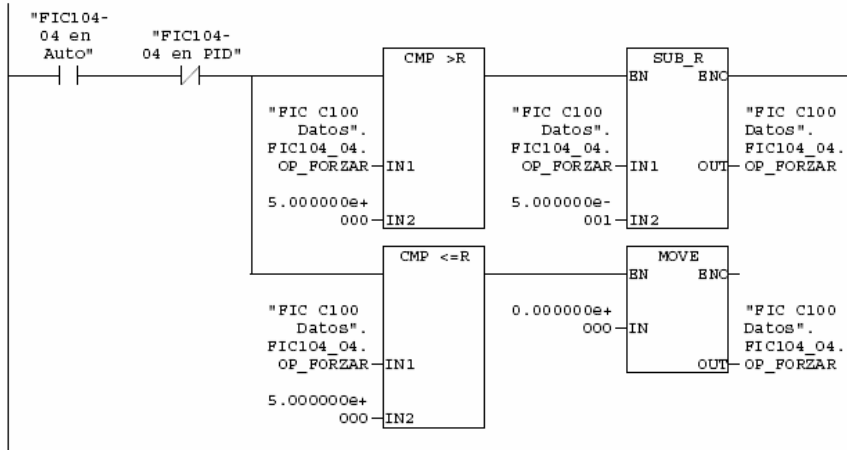 "FIC104-
04 en
Auto"
"FIC104-
04 en PID"
CMP >R
SUB_R
EN ENO
"FIC C100
Datos".
FIC104_04.
OP_FORZAR IN1
"FIC C100
Datos".
FIC104_04.
OP_FORZAR IN1
OUT
"FIC C100
Datos".
FIC104_04.
OP_FORZAR
5.000000e+
000 IN2
5.000000e-
001 IN2
CMP <=R
MOVE
EN ENO
"FIC C100
Datos".
FIC104_04.
OP_FORZAR IN1
0.000000e+
000 IN
OUT
"FIC C100
Datos".
FIC104_04.
OP_FORZAR
5.000000e+
000 IN2